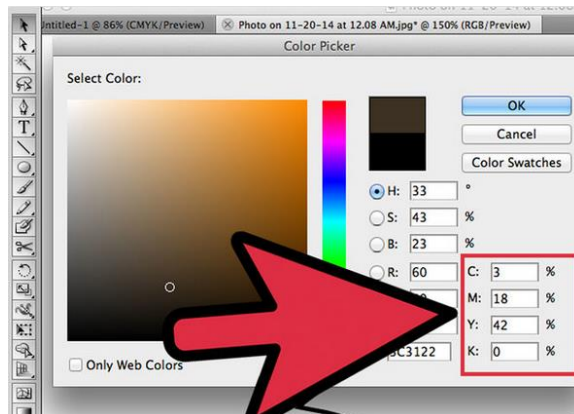 Untitled-1 @ 86% (CMYK/Preview)
Photo on 11-20-14 at 12.08 AM.jpg* @ 150% (RGB/Preview)
Color Picker
Select Color:
OK
Cancel
Color Swatches
H: 33 °
S: 43 %
B: 23 %
R: 60
C: 3 %
M: 18 %
Y: 42 %
3C3122
K: 0 %
Only Web Colors
T